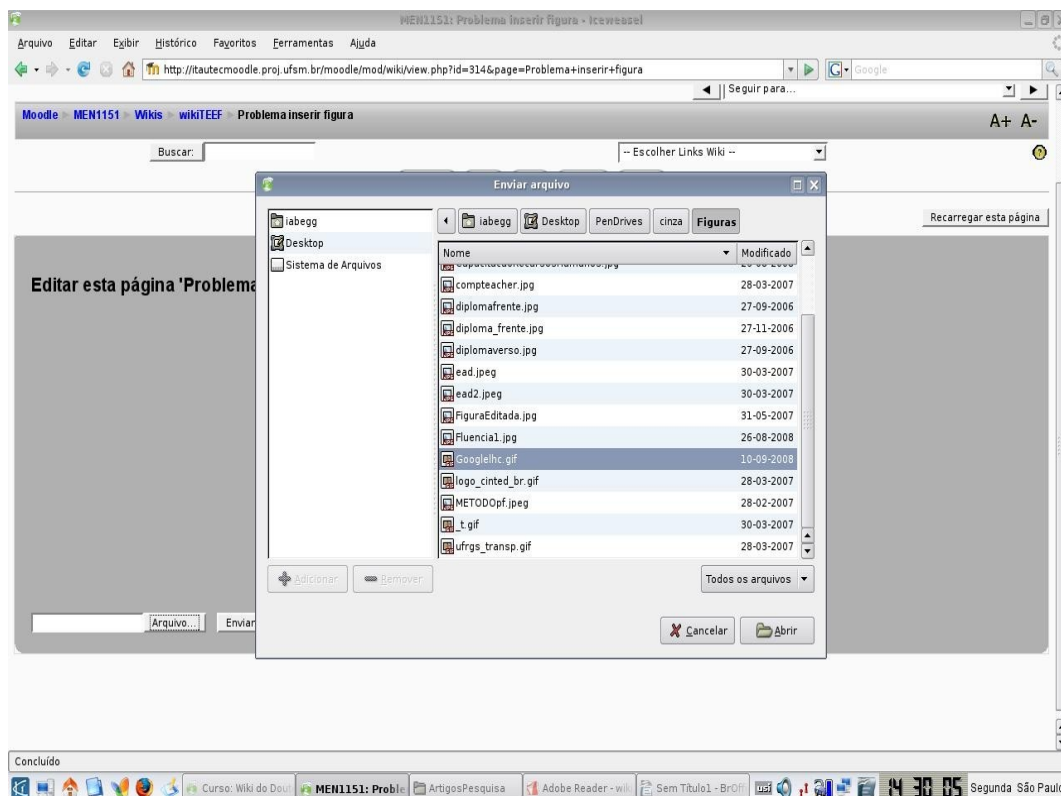 MEN1151: Problema inserir figura - Iceweasel
Arquivo Editar Exibir Histórico Favoritos Ferramentas Ajuda
http://itautecmoodle.proj.ufsm.br/moodle/mod/wiki/view.php?id=314&page=Problema+inserir+figura
Google
Seguir para...
Moodle MEN1151 Wikis wikiTEEF Problema inserir figura
A+ A-
Buscar:
-- Escolher Links Wiki --
Enviar arquivo
Recarregar esta página
iabegg
Desktop
Sistema de Arquivos
iabegg Desktop PenDrives cinza Figuras
Nome Modificado
compteacher.jpg 28-03-2007
diplomafrente.jpg 27-09-2006
diploma_frente.jpg 27-11-2006
diplomaverso.jpg 27-09-2006
ead.jpeg 30-03-2007
ead2.jpeg 30-03-2007
FiguraEditada.jpg 31-05-2007
Fluencia1.jpg 26-08-2008
Googlelhc.gif 10-09-2008
logo_cinted_br.gif 28-03-2007
METODOpf.jpeg 28-02-2007
_t.gif 30-03-2007
ufrgs_transp.gif 28-03-2007
Editar esta página 'Problema
Adicionar Remover
Todos os arquivos
Arquivo... Enviar
Cancelar Abrir
Concluído
Curso: Wiki do Dou
MEN1151: Proble
ArtigosPesquisa
Adobe Reader - wik
Sem Título1 - BrOf
usi
14 30 05
Segunda São Paulo